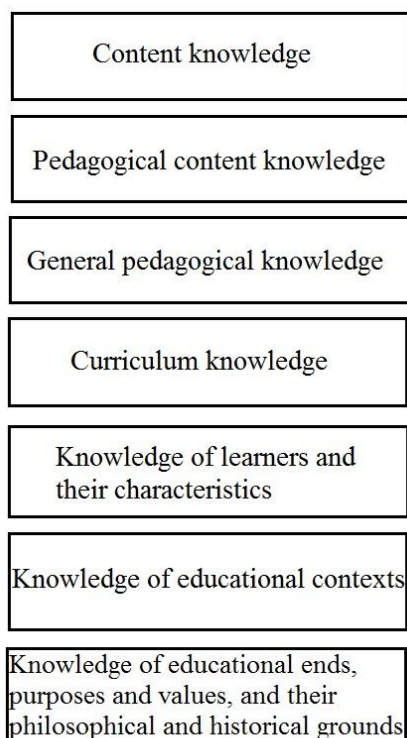 Content knowledge
Pedagogical content knowledge
General pedagogical knowledge
Curriculum knowledge
Knowledge of learners and
their characteristics
Knowledge of educational contexts
Knowledge of educational ends,
purposes and values, and their
philosophical and historical grounds